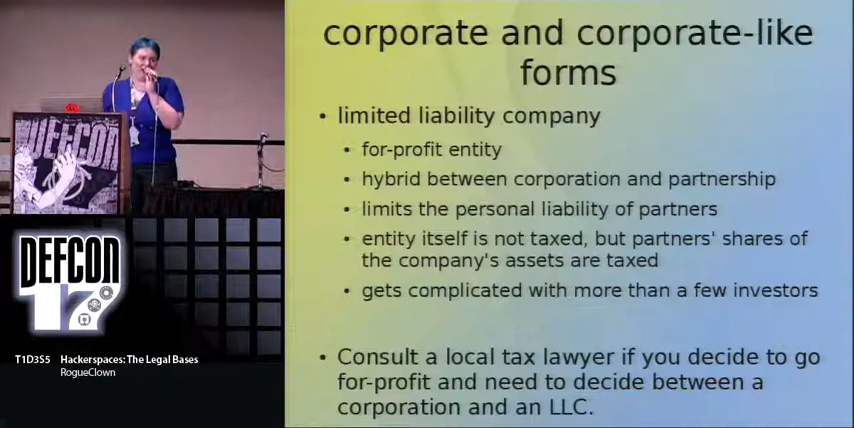 corporate and corporate-like
forms
• limited liability company
• for-profit entity
• hybrid between corporation and partnership
• limits the personal liability of partners
• entity itself is not taxed, but partners' shares of
the company's assets are taxed
• gets complicated with more than a few investors
• Consult a local tax lawyer if you decide to go
for-profit and need to decide between a
corporation and an LLC.
DEFCON
DEFCON
17
T1D3S5 Hackerspaces: The Legal Bases
RogueClown